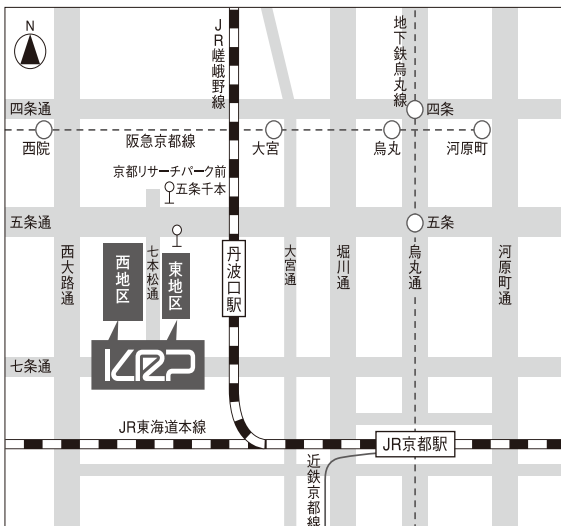 N
JR嵯峨野線
地下鉄烏丸線
四条通
四条
西院
阪急京都線
大宮
烏丸
河原町
京都リサーチパーク前
五条千本
五条通
五条
西大路通
西地区
七本松通
東地区
丹波口駅
大宮通
堀川通
烏丸通
河原町通
七条通
KRP
JR東海道本線
JR京都駅
近鉄京都線